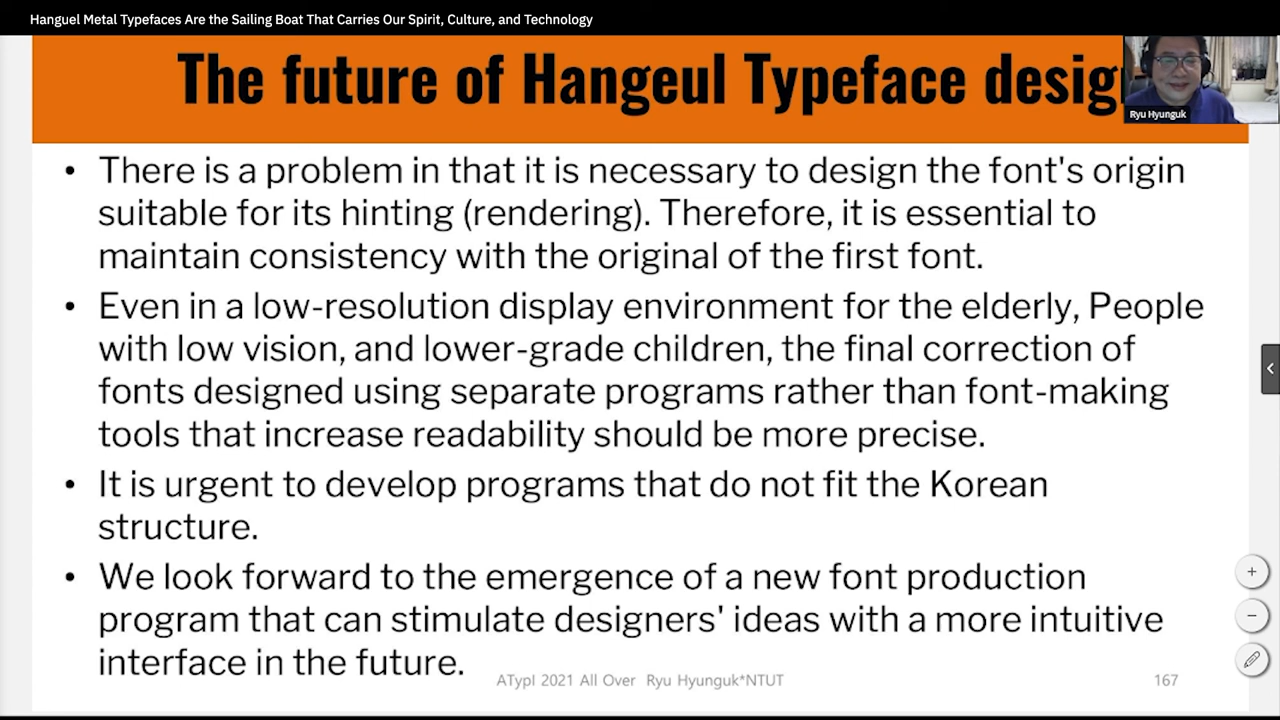 Hanguel Metal Typefaces Are the Sailing Boat That Carries Our Spirit, Culture, and Technology
The future of Hangeul Typeface desig
Ryu Hyunguk
• There is a problem in that it is necessary to design the font's origin
suitable for its hinting (rendering). Therefore, it is essential to
maintain consistency with the original of the first font.
• Even in a low-resolution display environment for the elderly, People
with low vision, and lower-grade children, the final correction of
fonts designed using separate programs rather than font-making
tools that increase readability should be more precise.
• It is urgent to develop programs that do not fit the Korean
structure.
• We look forward to the emergence of a new font production
program that can stimulate designers' ideas with a more intuitive
interface in the future.
ATypI 2021 All Over Ryu Hyunguk*NTUT
167